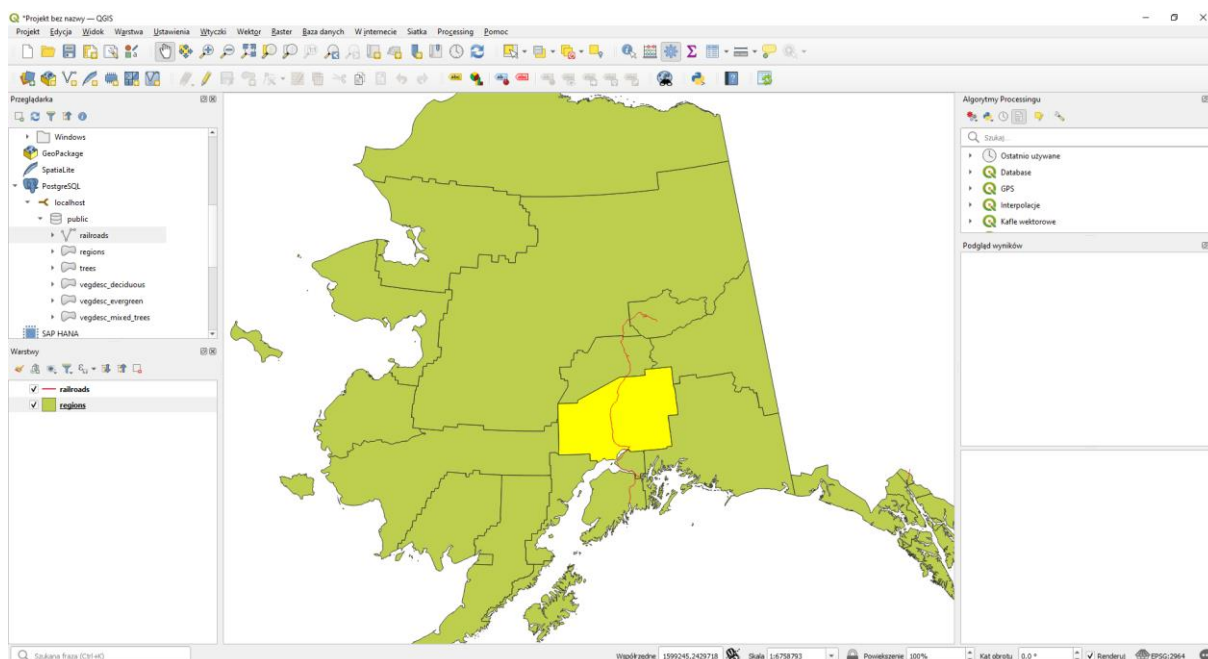 *Projekt bez nazwy — QGIS
Projekt Edycja Widok Warstwa Ustawienia Wtyczki Wektor Raster Baza danych W internecie Siatka Processing Pomoc
Przeglądarka
Windows
GeoPackage
SpatiaLite
PostgreSQL
localhost
public
railroads
regions
trees
vegdesc_deciduous
vegdesc_evergreen
vegdesc_mixed_trees
SAP HANA
Warstwy
railroads
regions
Algorytmy Processingu
Szukaj...
Ostatnio używane
Database
GPS
Interpolacje
Kafle wektorowe
Podgląd wyników
Szukana fraza (Ctrl+K)
Współrzędne 1599245.2429718 Skala 1:6758793 Powiększenie 100% Kąt obrotu 0.0 ° Renderuj EPSG:2964